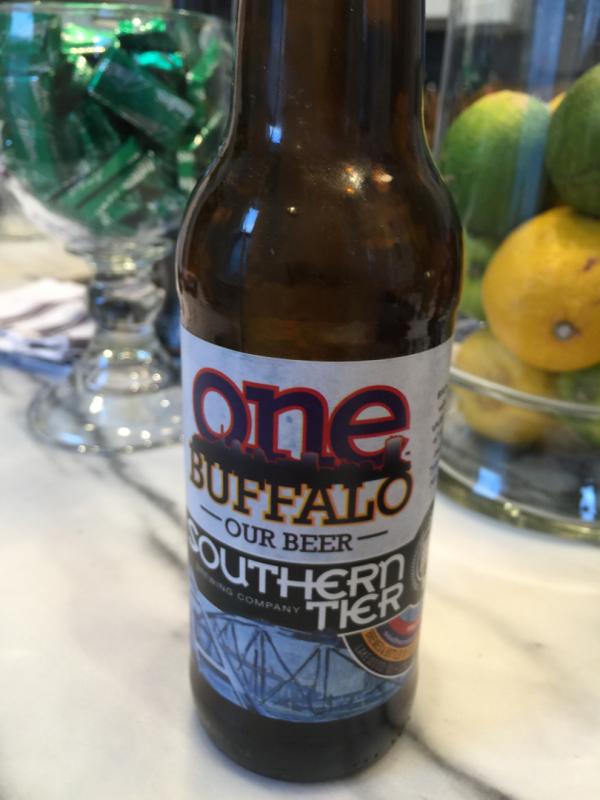 one
BUFFALO
OUR BEER
SOUTHERN
TIER
BREWING COMPANY